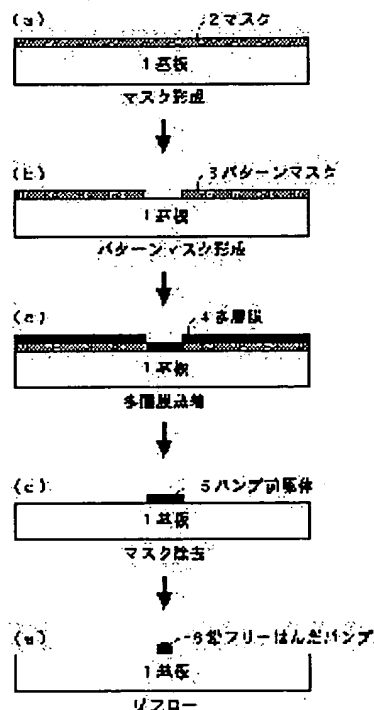 (a)
2マスク
1基板
マスク形成
(b)
3パターンマスク
1基板
パターンマスク形成
4多層膜
1基板
多層膜蒸着
5バンプ前駆体
1基板
マスク除去
6鉛フリーはんだバンプ
1基板
リフロー